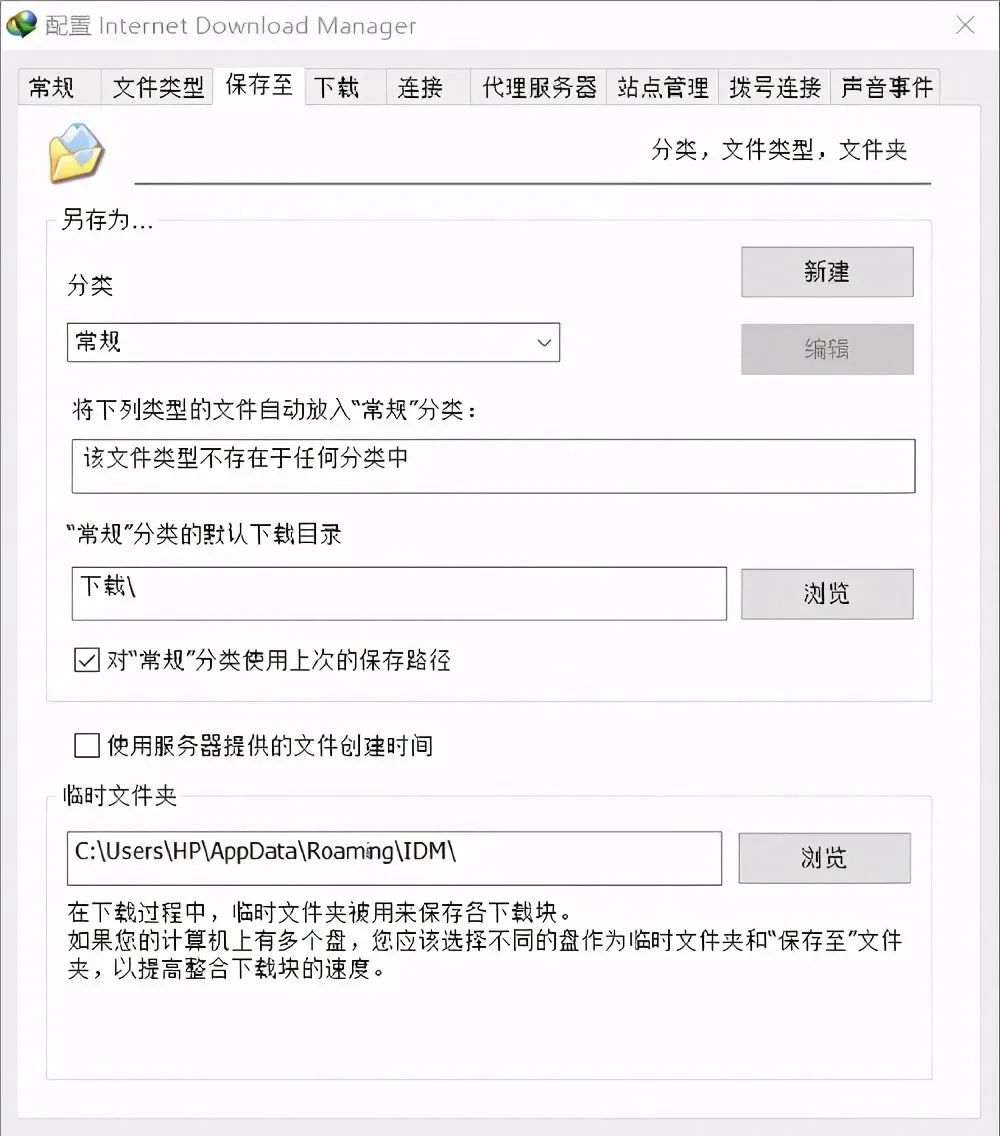 配置 Internet Download Manager
常规 文件类型 保存至 下载 连接 代理服务器 站点管理 拨号连接 声音事件
分类，文件类型，文件夹
另存为...
新建
分类
常规
编辑
将下列类型的文件自动放入“常规”分类：
该文件类型不存在于任何分类中
“常规”分类的默认下载目录
下载\
浏览
对“常规”分类使用上次的保存路径
使用服务器提供的文件创建时间
临时文件夹
C:\Users\HP\AppData\Roaming\IDM\
浏览
在下载过程中，临时文件夹被用来保存各下载块。
如果您的计算机上有多个盘，您应该选择不同的盘作为临时文件夹和“保存至”文件
夹，以提高整合下载块的速度。